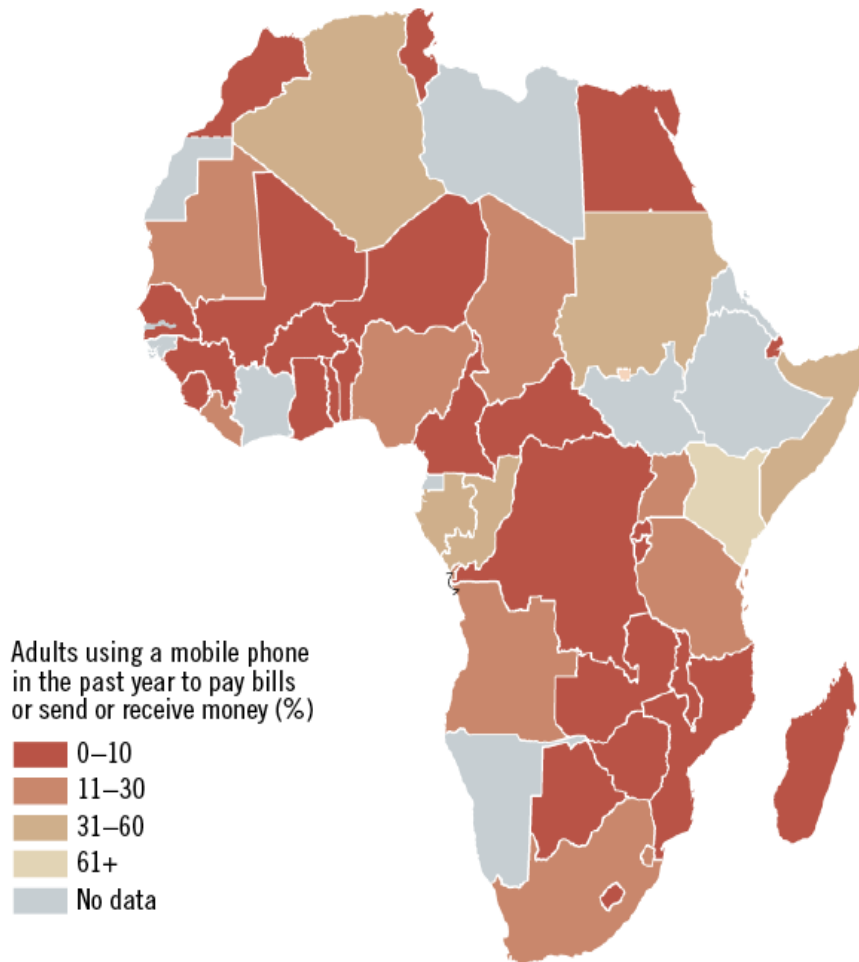 Adults using a mobile phone
in the past year to pay bills
or send or receive money (%)
0–10
11–30
31–60
61+
No data